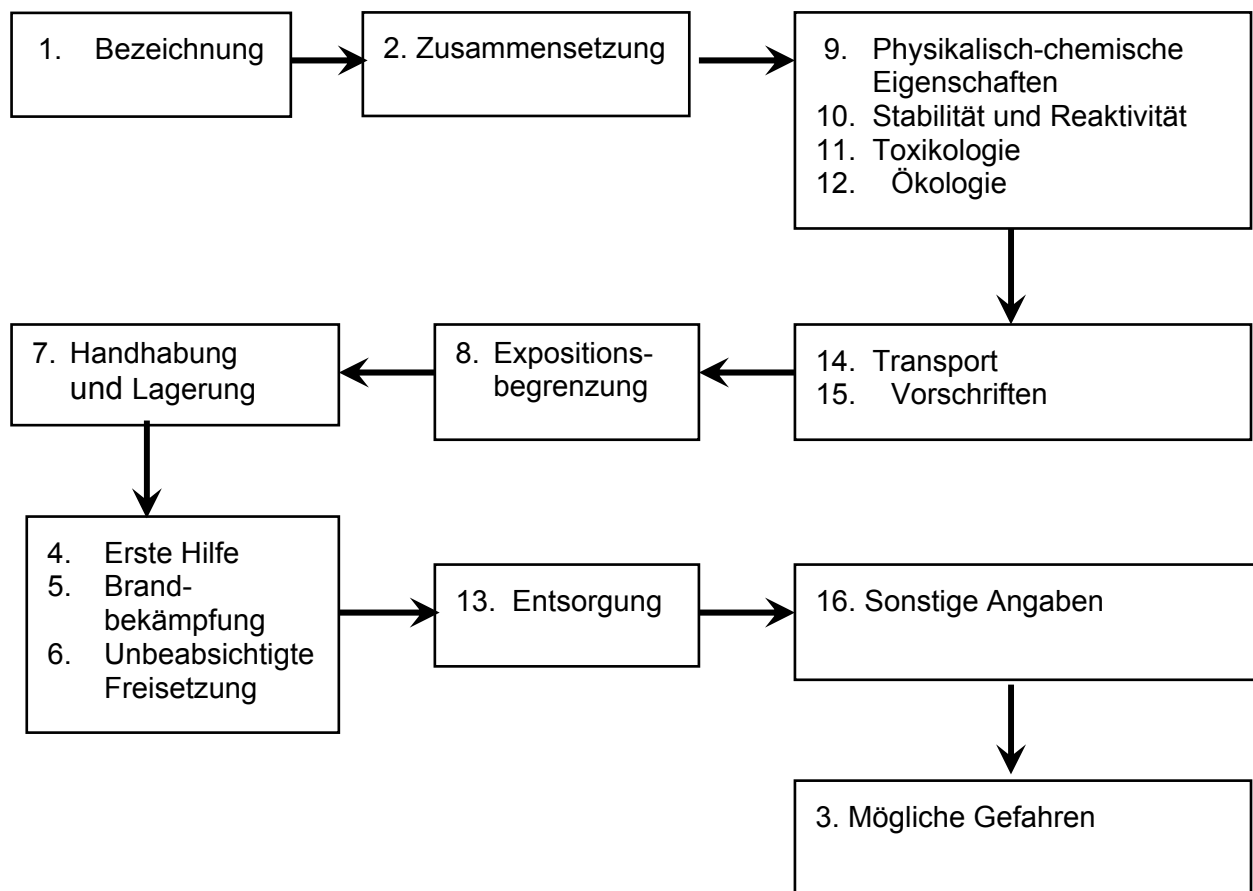 1. Bezeichnung
2. Zusammensetzung
9. Physikalisch-chemische
Eigenschaften
10. Stabilität und Reaktivität
11. Toxikologie
12. Ökologie
7. Handhabung
und Lagerung
8. Expositions-
begrenzung
14. Transport
15. Vorschriften
4. Erste Hilfe
5. Brand-
bekämpfung
6. Unbeabsichtigte
Freisetzung
13. Entsorgung
16. Sonstige Angaben
3. Mögliche Gefahren